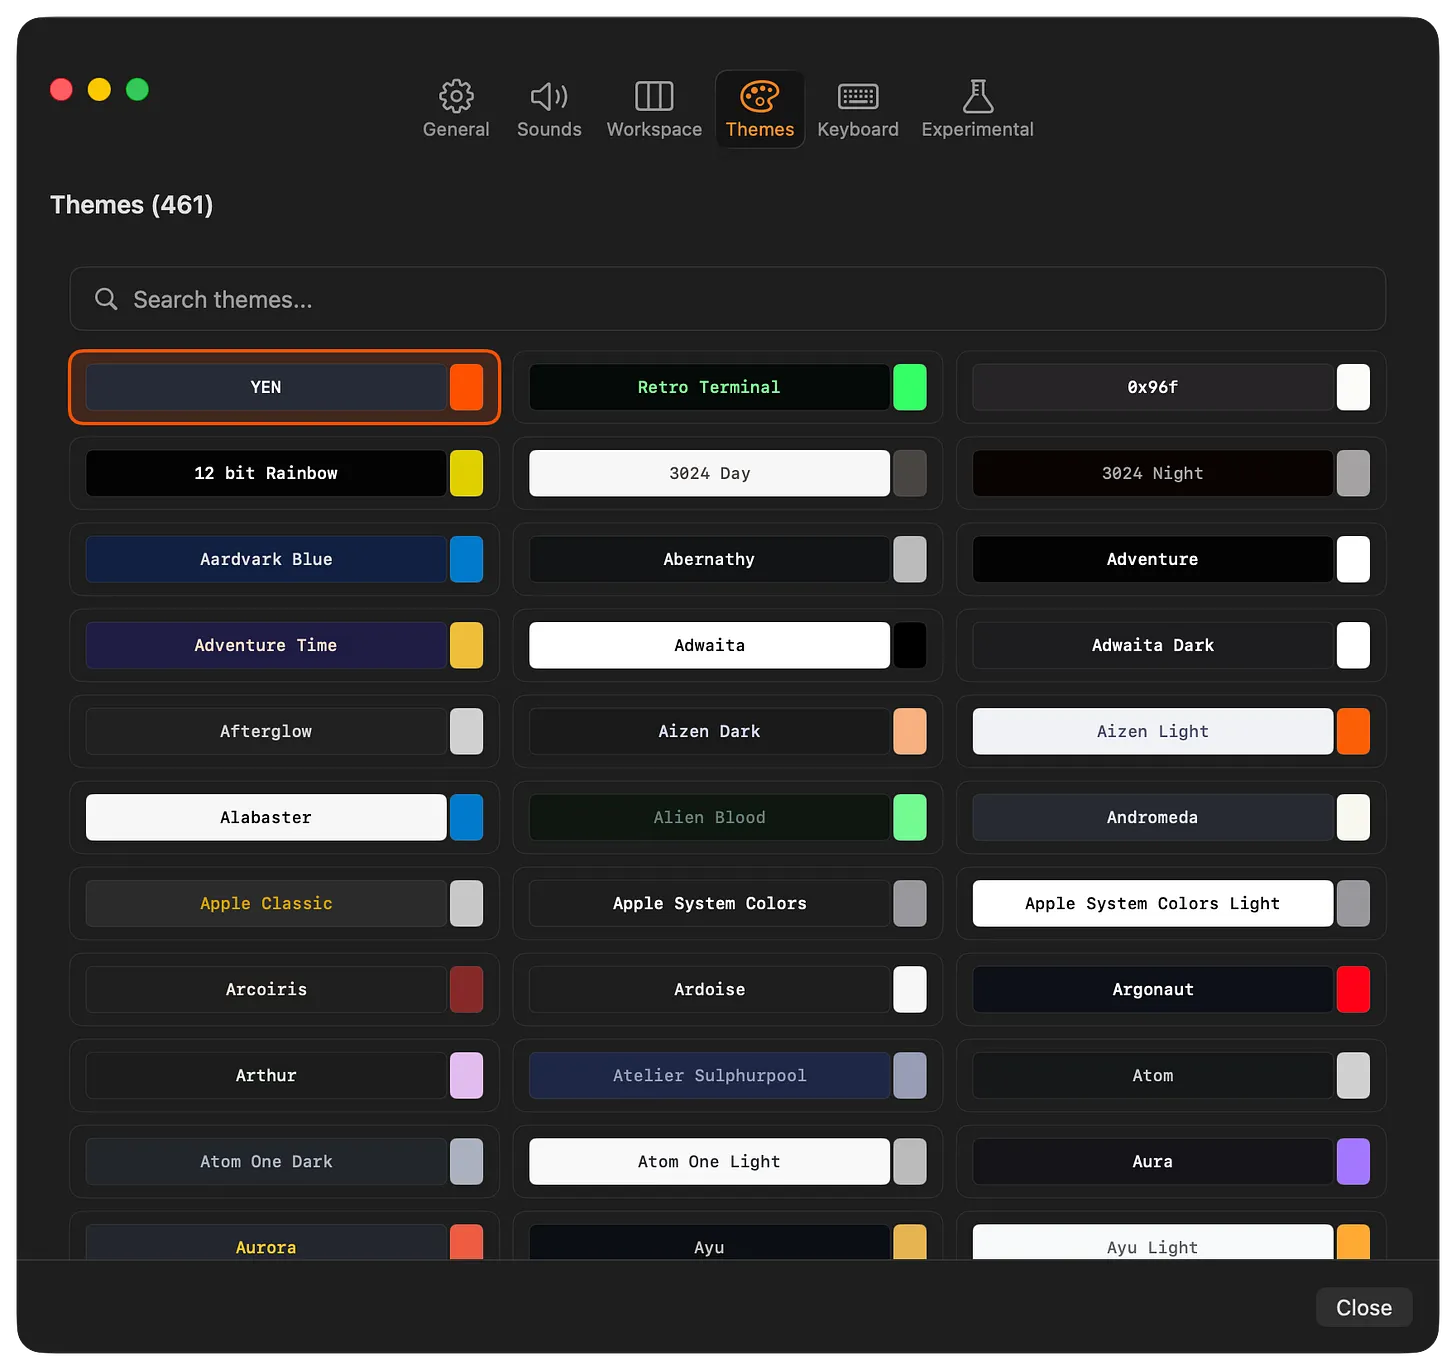 General
Sounds
Workspace
Themes
Keyboard
Experimental
Themes (461)
Search themes...
YEN
Retro Terminal
0x96f
12 bit Rainbow
3024 Day
3024 Night
Aardvark Blue
Abernathy
Adventure
Adventure Time
Adwaita
Adwaita Dark
Afterglow
Aizen Dark
Aizen Light
Alabaster
Alien Blood
Andromeda
Apple Classic
Apple System Colors
Apple System Colors Light
Arcoiris
Ardoise
Argonaut
Arthur
Atelier Sulphurpool
Atom
Atom One Dark
Atom One Light
Aura
Aurora
Ayu
Ayu Light
Close